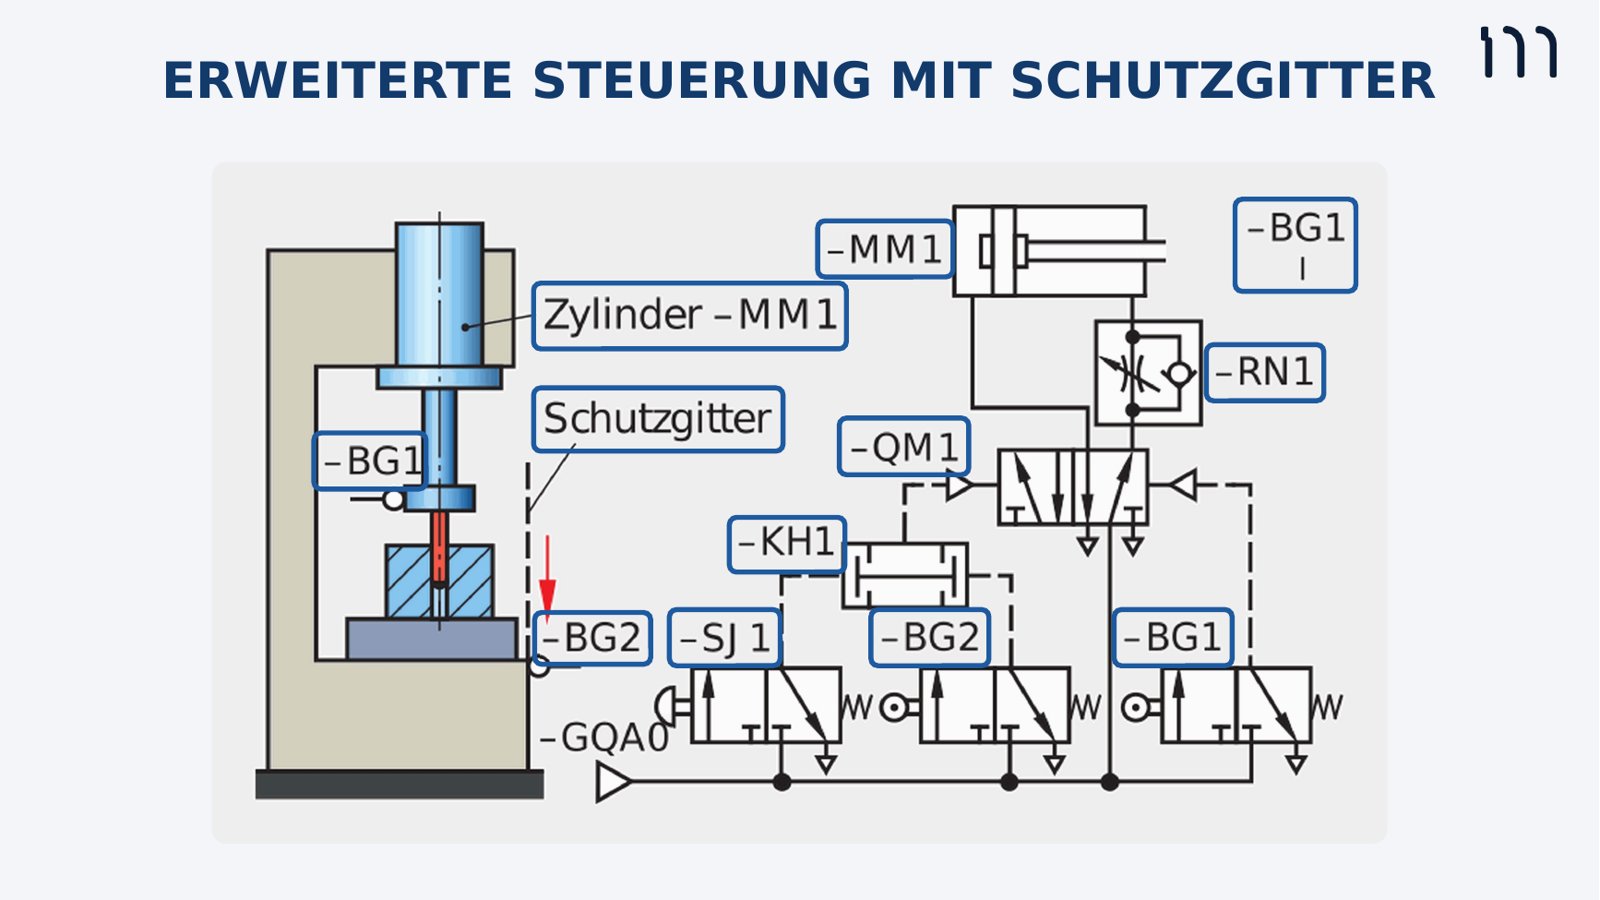 ERWEITERTE STEUERUNG MIT SCHUTZGITTER
–MM1
–BG1
Zylinder –MM1
–RN1
Schutzgitter
–QM1
–BG1
–KH1
–BG2
–SJ 1
–BG2
–BG1
–GQA0